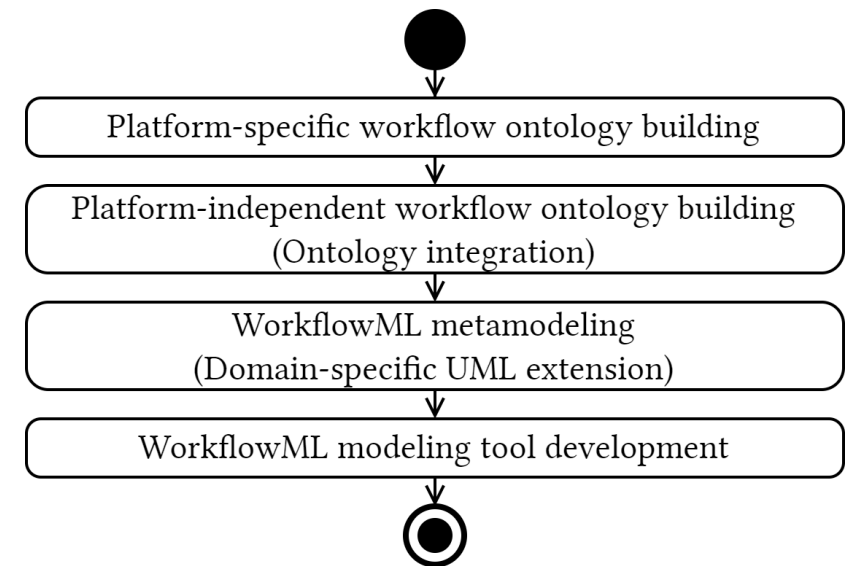 Platform-specific workflow ontology building
Platform-independent workflow ontology building
(Ontology integration)
WorkflowML metamodeling
(Domain-specific UML extension)
WorkflowML modeling tool development